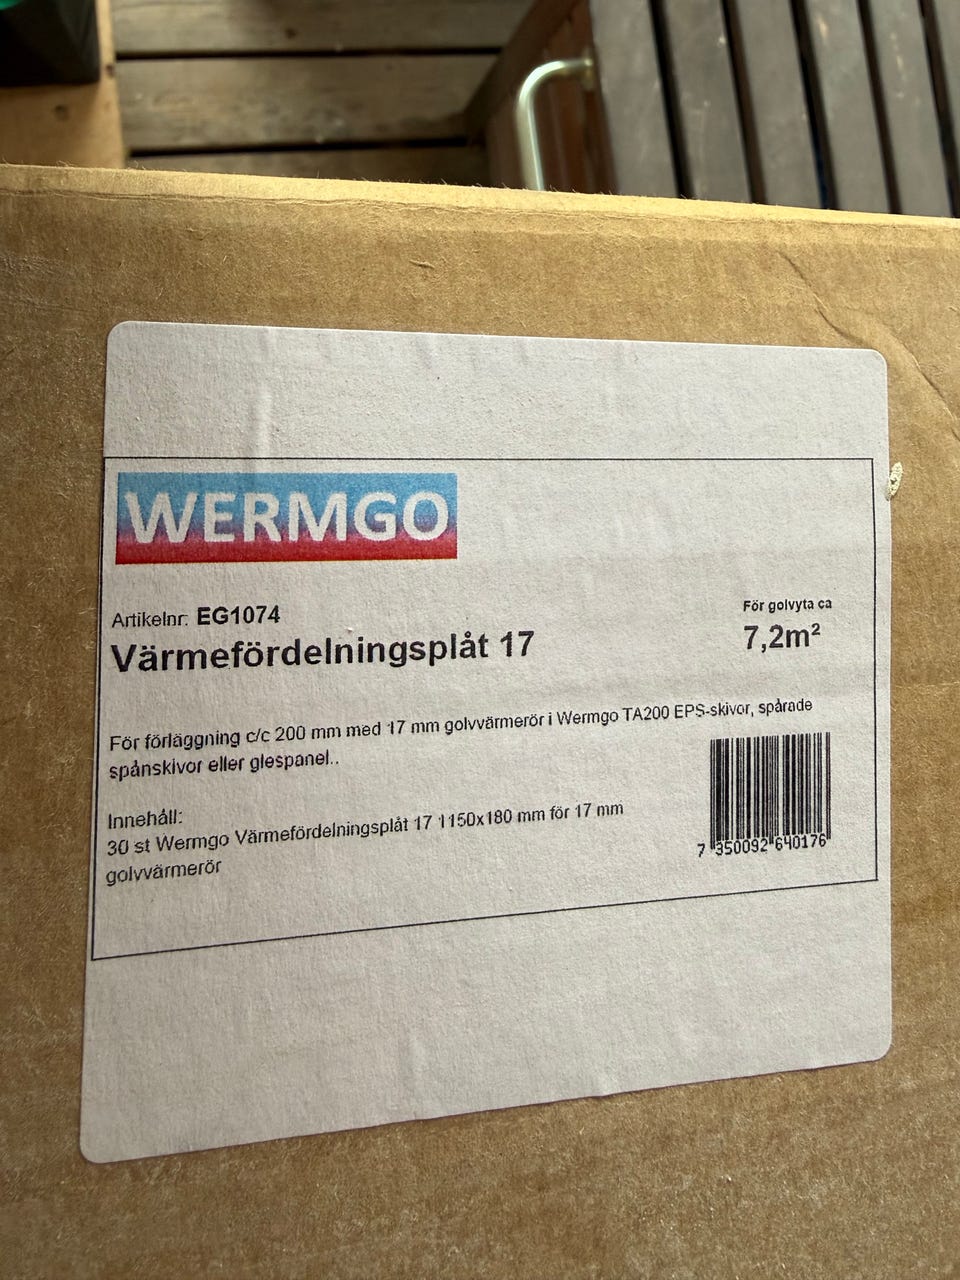 WERMGO
Artikelnr: EG1074
Värmefördelningsplåt 17
För golvyta ca
7,2m²
För förläggning c/c 200 mm med 17 mm golvvärmerör i Wermgo TA200 EPS-skivor, spårade
spånskivor eller glespanel..
Innehåll:
30 st Wermgo Värmefördelningsplåt 17 1150x180 mm för 17 mm
golvvärmerör
7 350092 640176